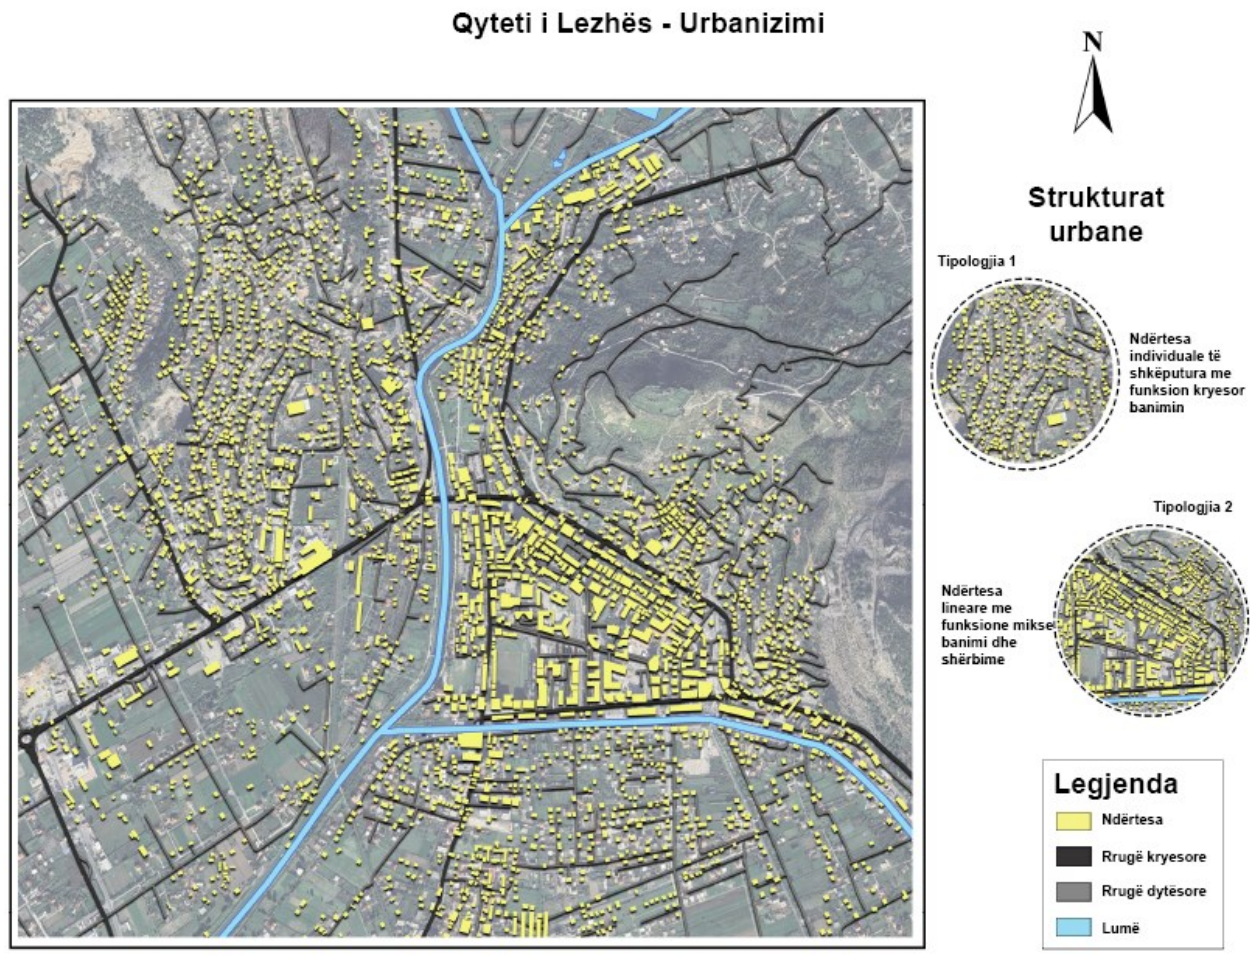 Qyteti i Lezhës - Urbanizimi
N
Strukturat
urbane
Tipologjia 1
Ndërtesa
individuale të
shkëputura me
funksion kryesor
banimin
Tipologjia 2
Ndërtesa
lineare me
funksione mikse
banimi dhe
shërbime
Legjenda
Ndërtesa
Rrugë kryesore
Rrugë dytësore
Lumë